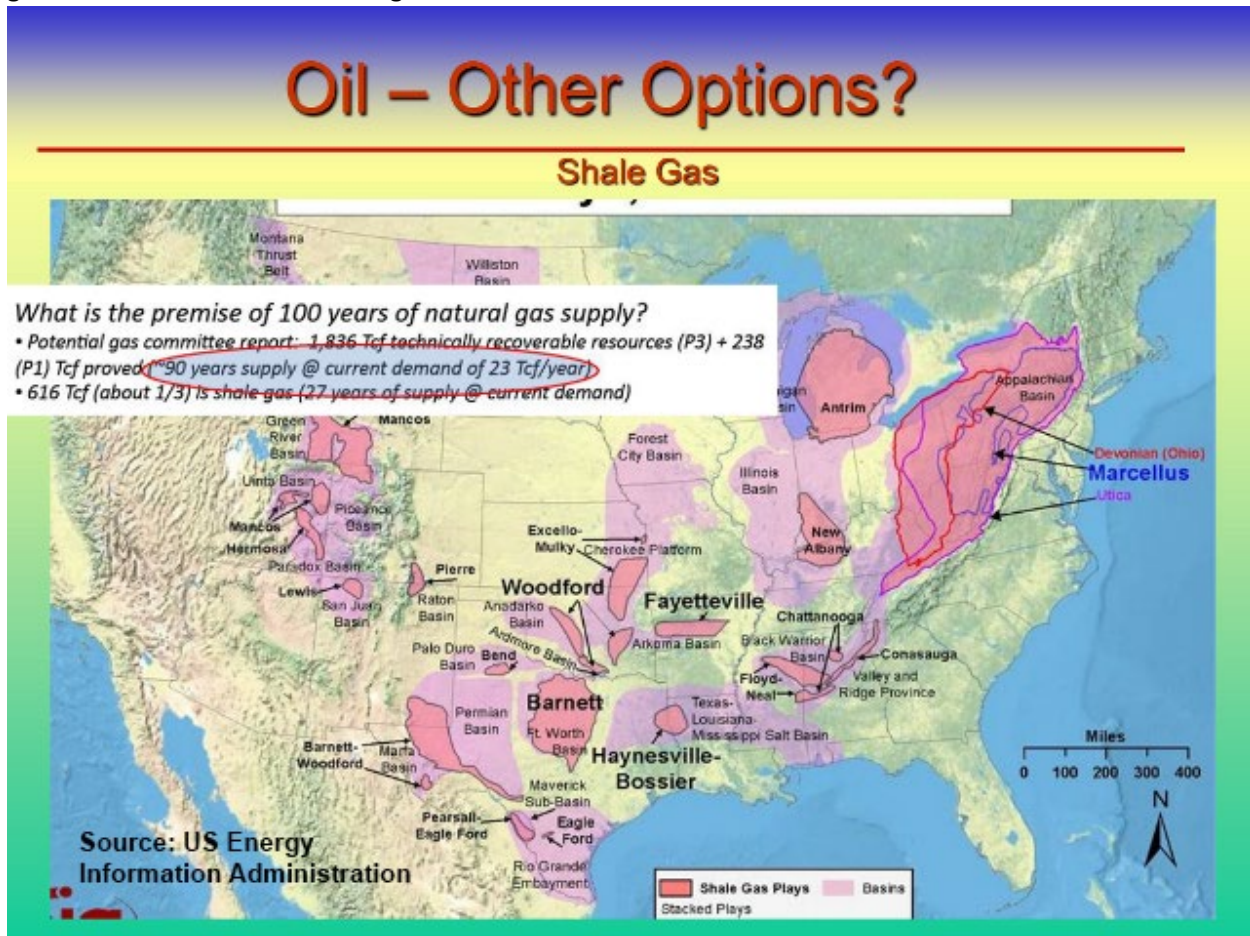 Oil – Other Options?
Shale Gas
Montana
Thrust
Belt
Williston
Basin
What is the premise of 100 years of natural gas supply?
• Potential gas committee report: 1,836 Tcf technically recoverable resources (P3) + 238
(P1) Tcf proved (~90 years supply @ current demand of 23 Tcf/year)
• 616 Tcf (about 1/3) is shale gas (27 years of supply @ current demand)
Mancos
Green
River
Basin
Antrim
Appalachian
Basin
Devonian (Ohio)
Marcellus
Utica
Forest
City Basin
Illinois
Basin
Uinta Basin
Piceance
Basin
Mancos
Hermosa
Paradox Basin
Lewis
San Juan
Basin
Excello-
Mulky
Cherokee Platform
New
Albany
Pierre
Raton
Basin
Woodford
Anadarko
Basin
Ardmore Basin
Fayetteville
Arkoma Basin
Chattanooga
Black Warrior
Basin
Conasauga
Floyd-
Neal
Valley and
Ridge Province
Palo Duro
Basin
Bend
Barnett
Ft. Worth
Basin
Permian
Basin
Texas-
Louisiana-
Mississippi Salt Basin
Haynesville-
Bossier
Barnett-
Woodford
Marfa
Basin
Maverick
Sub-Basin
Pearsall-
Eagle Ford
Eagle
Ford
Rio Grande
Embayment
Miles
0 100 200 300 400
N
Source: US Energy
Information Administration
Shale Gas Plays
Basins
Stacked Plays